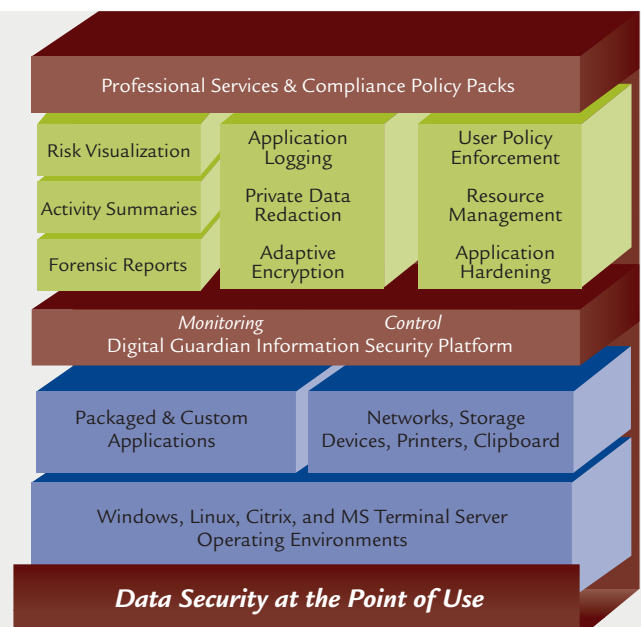 Professional Services & Compliance Policy Packs
Risk Visualization
Activity Summaries
Forensic Reports
Application
Logging
Private Data
Redaction
Adaptive
Encryption
User Policy
Enforcement
Resource
Management
Application
Hardening
Monitoring Control
Digital Guardian Information Security Platform
Packaged & Custom
Applications
Networks, Storage
Devices, Printers, Clipboard
Windows, Linux, Citrix, and MS Terminal Server
Operating Environments
Data Security at the Point of Use